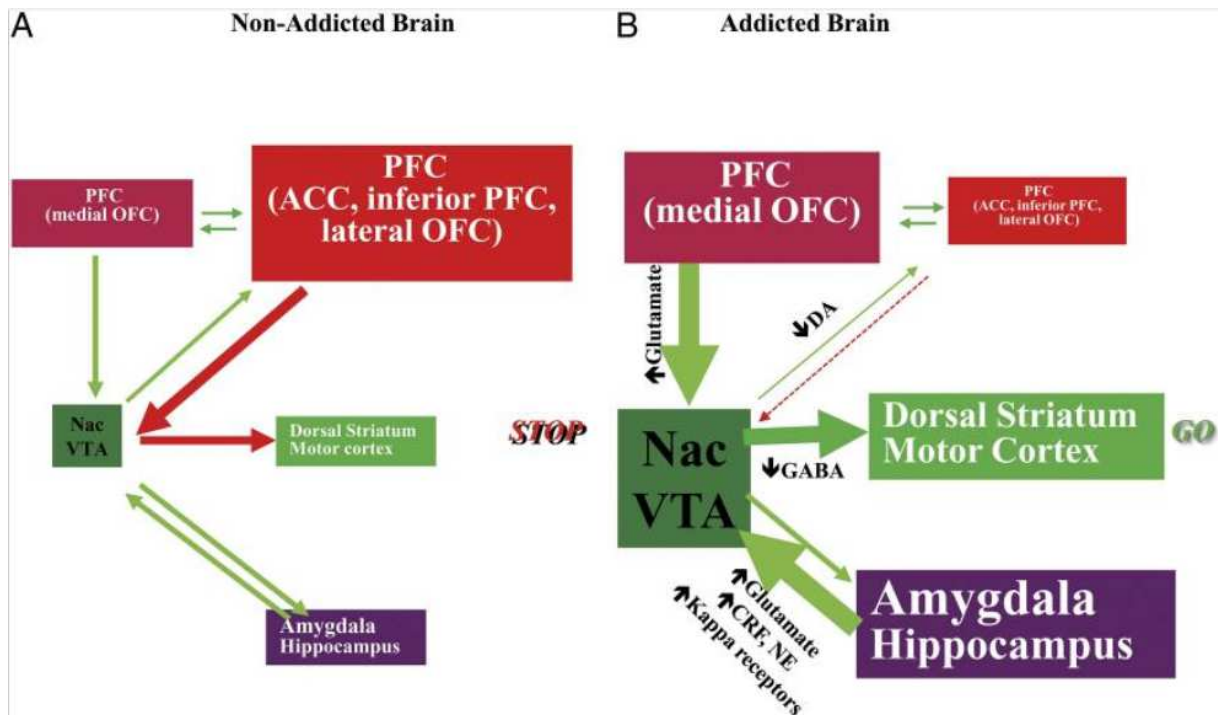 A
Non-Addicted Brain
PFC
(medial OFC)
PFC
(ACC, inferior PFC,
lateral OFC)
Nac
VTA
Dorsal Striatum
Motor cortex
STOP
Amygdala
Hippocampus
B
Addicted Brain
PFC
(medial OFC)
PFC
(ACC, inferior PFC,
lateral OFC)
↑Glutamate
↓DA
Nac
VTA
Dorsal Striatum
Motor Cortex
GO
↓GABA
↑Glutamate
↑CRF, NE
↑Kappa receptors
Amygdala
Hippocampus